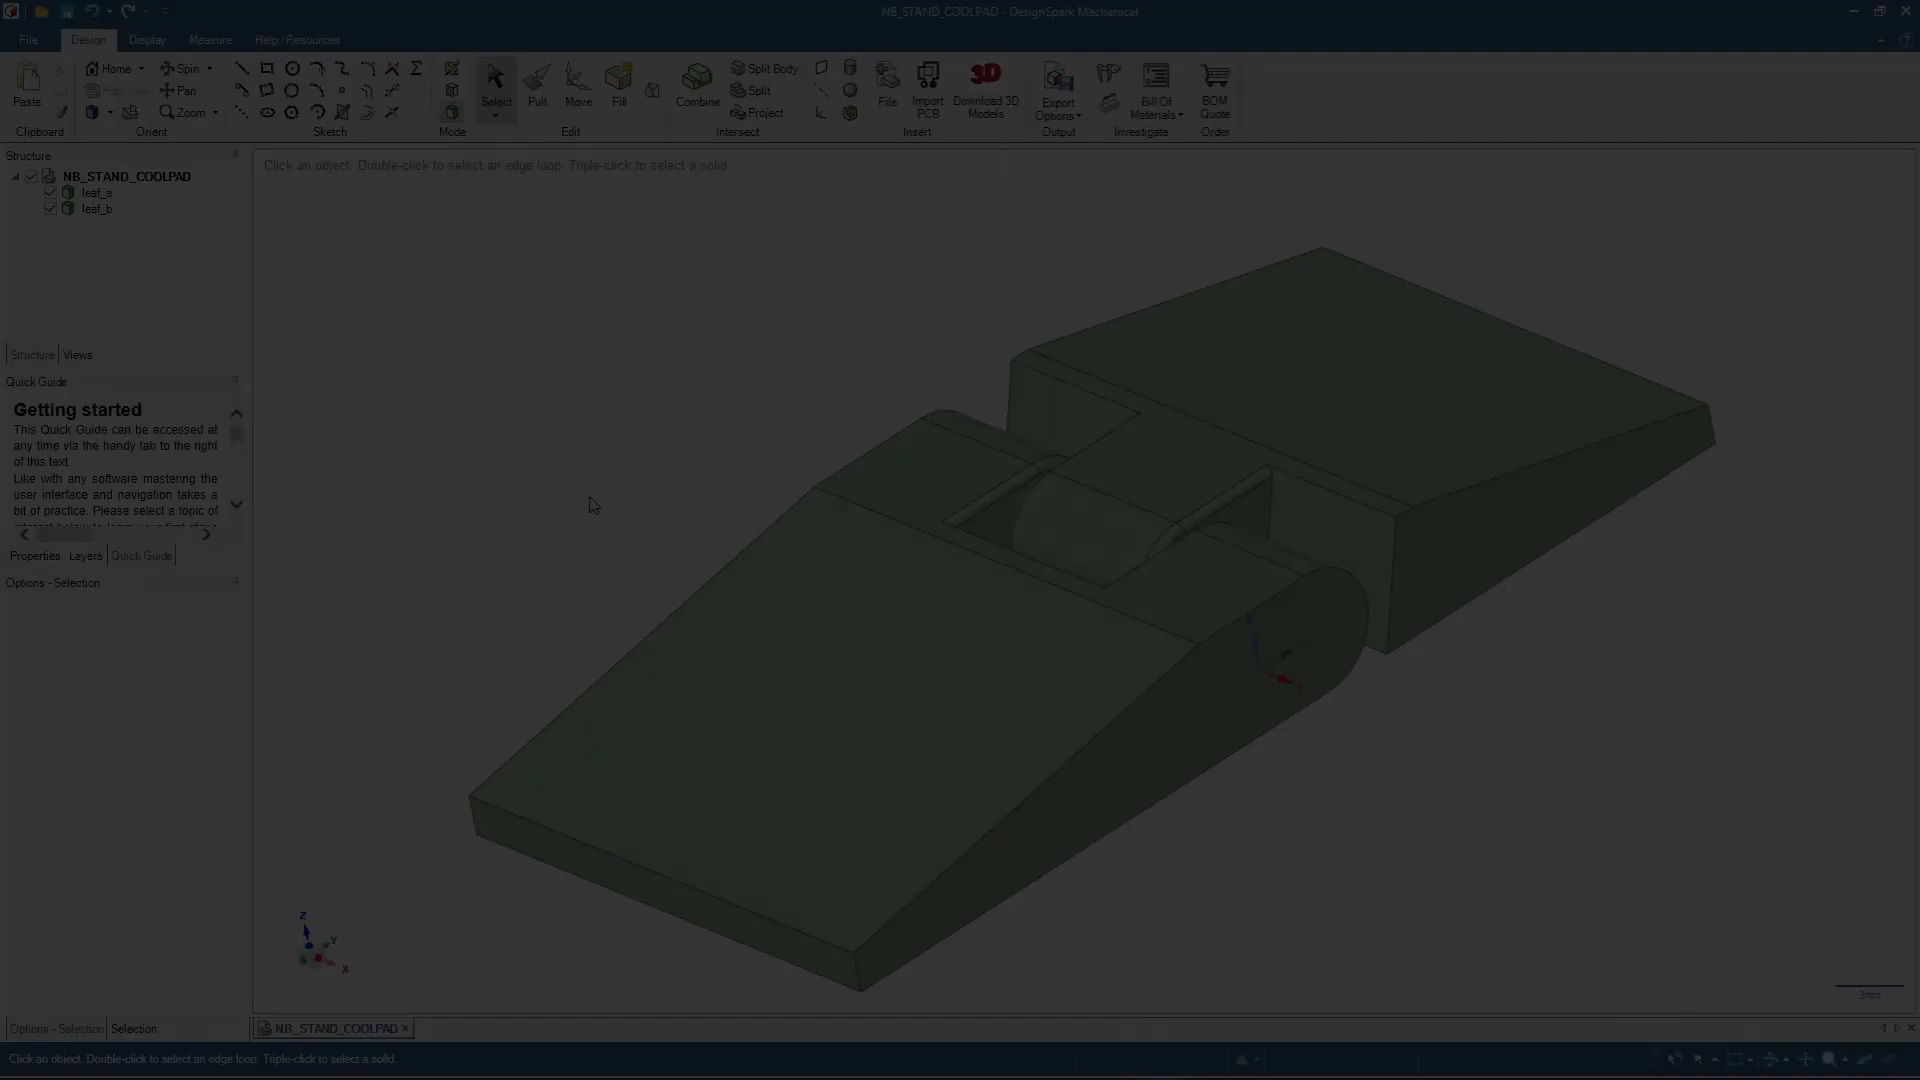 NB_STAND_COOLPAD - DesignSpark Mechanical
File Design Display Measure Help / Resources
Paste
Clipboard
Home Spin
Plan View Pan
Zoom
Orient
Sketch
Mode
Select Pull Move Fill
Edit
Combine
Split Body
Split
Project
Intersect
File
Import PCB
Download 3D Models
Insert
3D
Export Options
Output
Bill Of Materials
Investigate
BOM Quote
Order
Structure
NB_STAND_COOLPAD
leaf_a
leaf_b
Structure Views
Quick Guide
Getting started
This Quick Guide can be accessed at
any time via the handy tab to the right
of this text.
Like with any software mastering the
user interface and navigation takes a
bit of practice. Please select a topic of
Properties Layers Quick Guide
Options - Selection
Click an object. Double-click to select an edge loop. Triple-click to select a solid.
Z
Z
Y
X
3mm
Options - Selection Selection
NB_STAND_COOLPAD
Click an object. Double-click to select an edge loop. Triple-click to select a solid.